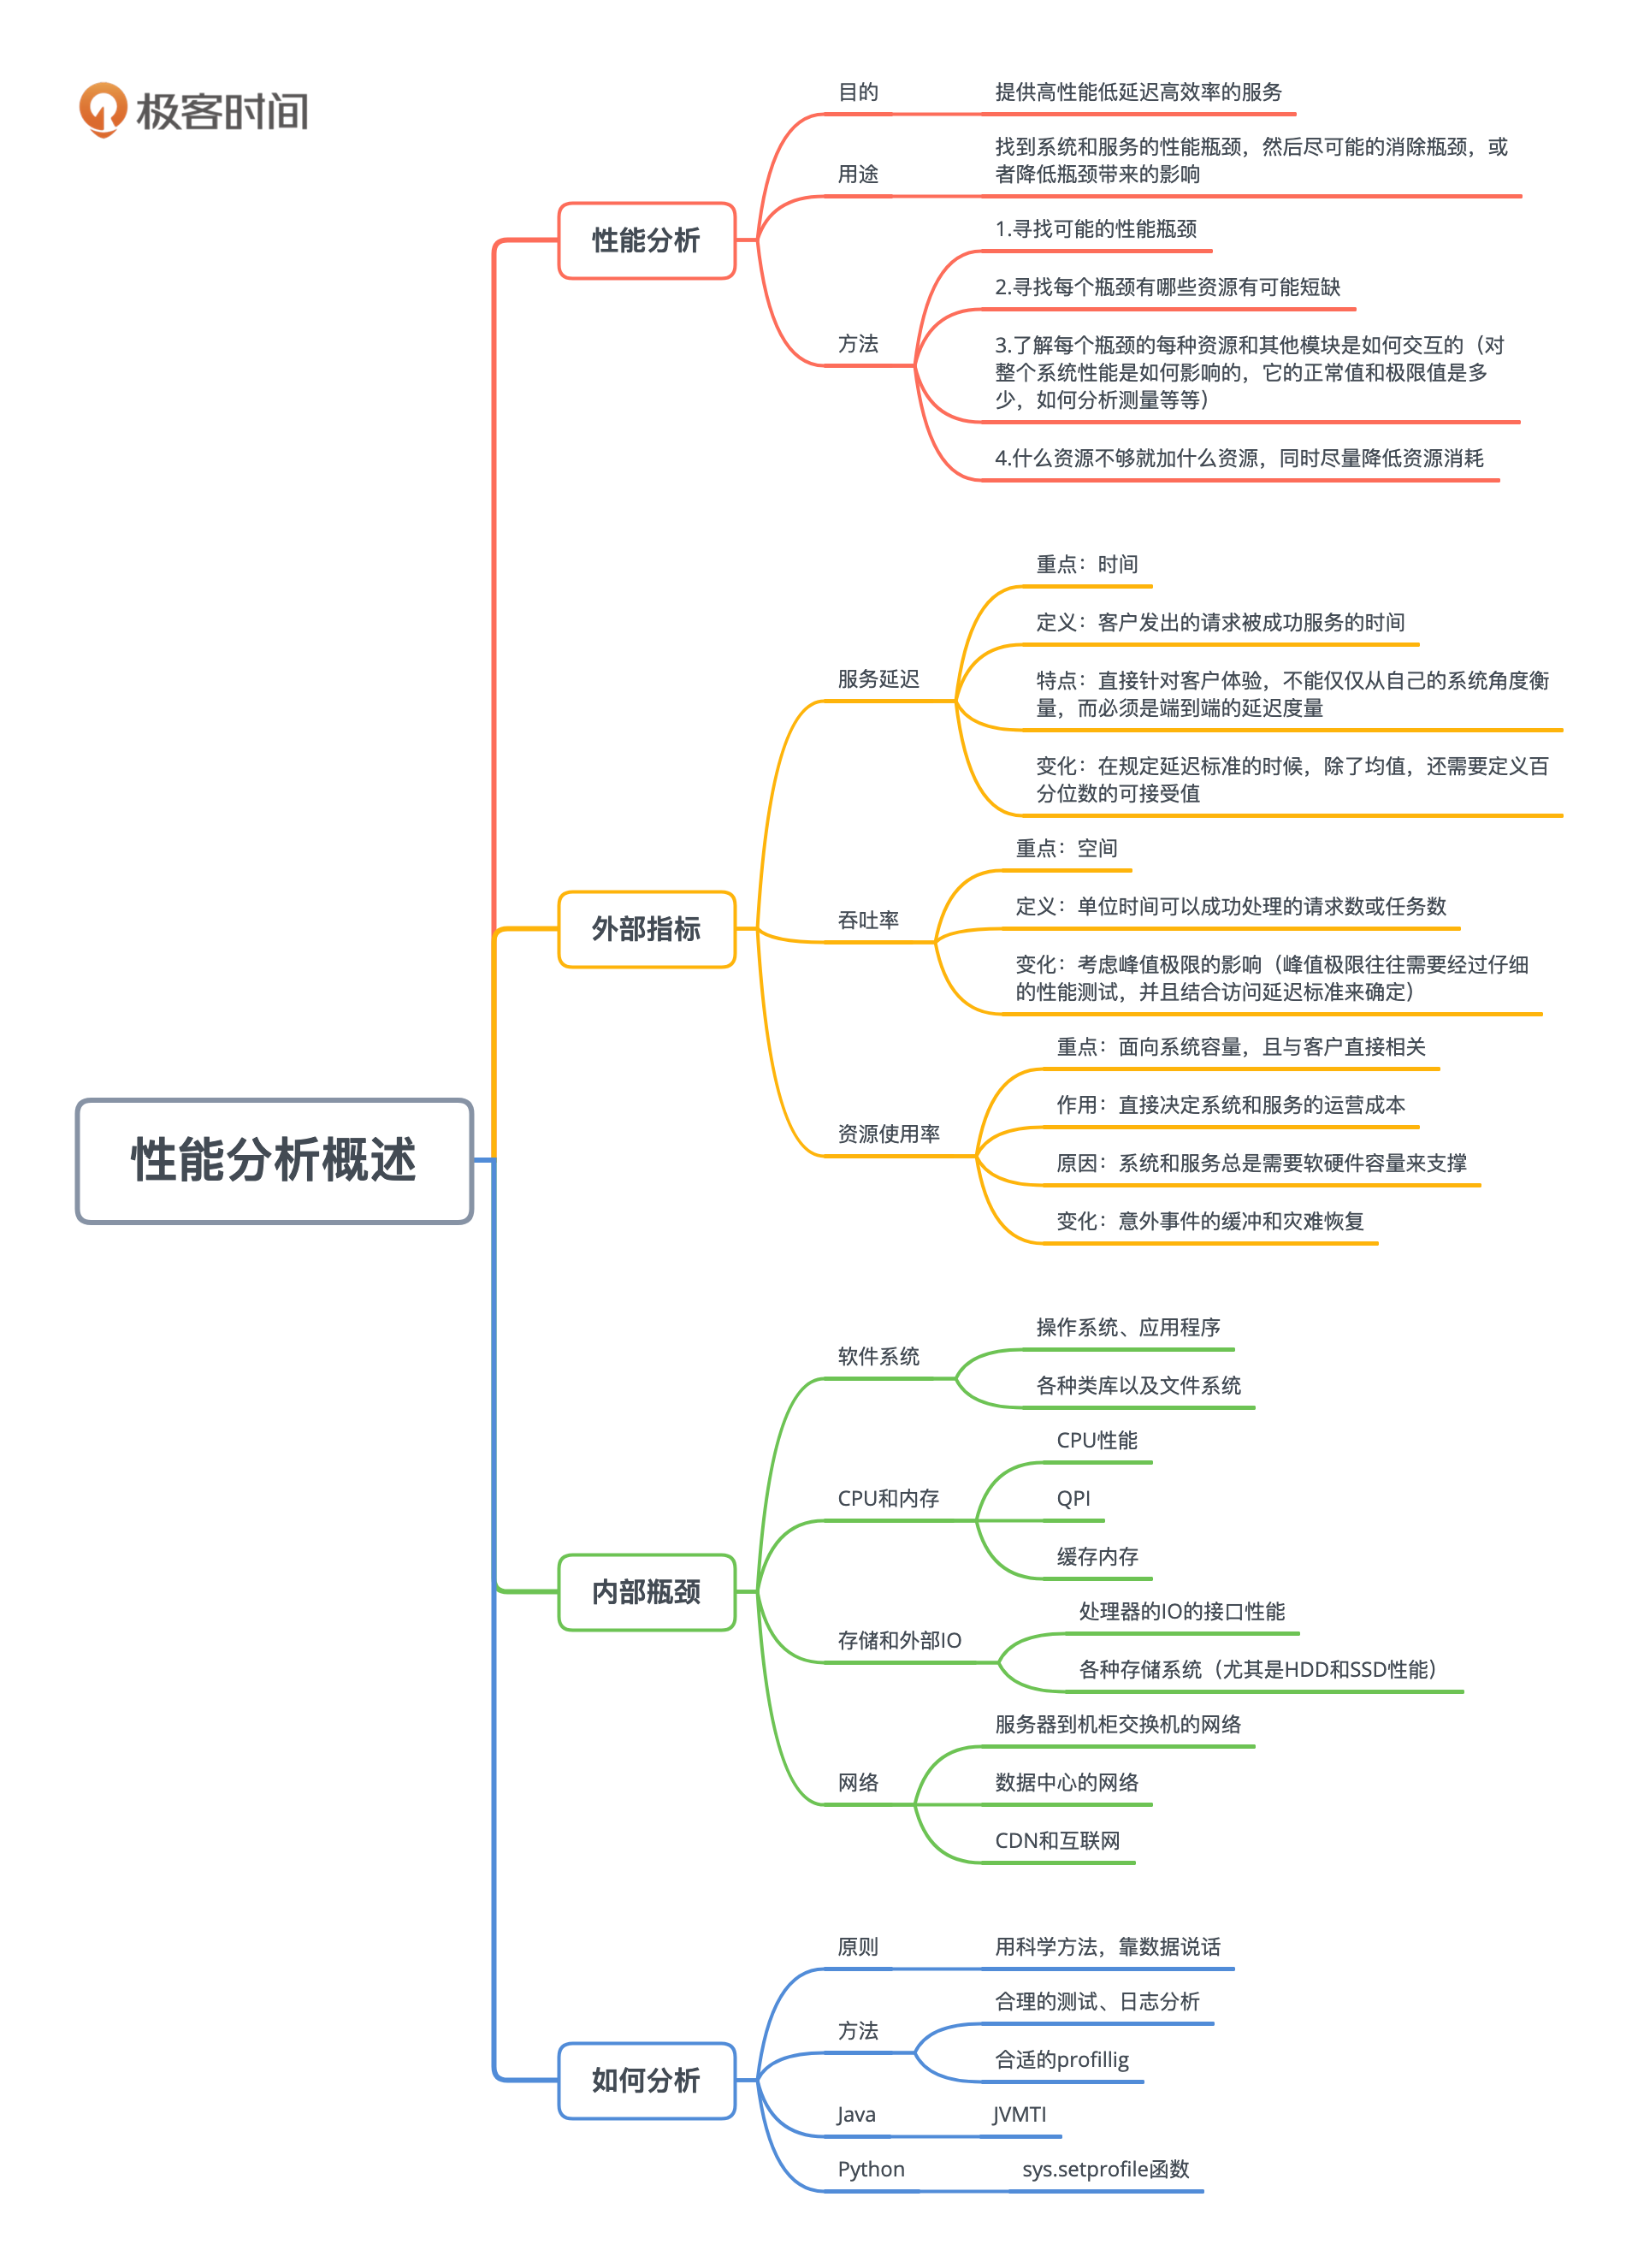 极客时间
性能分析概述
性能分析
目的
提供高性能低延迟高效率的服务
用途
找到系统和服务的性能瓶颈，然后尽可能的消除瓶颈，或
者降低瓶颈带来的影响
方法
1.寻找可能的性能瓶颈
2.寻找每个瓶颈有哪些资源有可能短缺
3.了解每个瓶颈的每种资源和其他模块是如何交互的（对
整个系统性能是如何影响的，它的正常值和极限值是多
少，如何分析测量等等）
4.什么资源不够就加什么资源，同时尽量降低资源消耗
外部指标
服务延迟
重点：时间
定义：客户发出的请求被成功服务的时间
特点：直接针对客户体验，不能仅仅从自己的系统角度衡
量，而必须是端到端的延迟度量
变化：在规定延迟标准的时候，除了均值，还需要定义百
分位数的可接受值
吞吐率
重点：空间
定义：单位时间可以成功处理的请求数或任务数
变化：考虑峰值极限的影响（峰值极限往往需要经过仔细
的性能测试，并且结合访问延迟标准来确定）
资源使用率
重点：面向系统容量，且与客户直接相关
作用：直接决定系统和服务的运营成本
原因：系统和服务总是需要软硬件容量来支撑
变化：意外事件的缓冲和灾难恢复
内部瓶颈
软件系统
操作系统、应用程序
各种类库以及文件系统
CPU和内存
CPU性能
QPI
缓存内存
存储和外部IO
处理器的IO的接口性能
各种存储系统（尤其是HDD和SSD性能）
网络
服务器到机柜交换机的网络
数据中心的网络
CDN和互联网
如何分析
原则
用科学方法，靠数据说话
方法
合理的测试、日志分析
合适的profillig
Java
JVMTI
Python
sys.setprofile函数